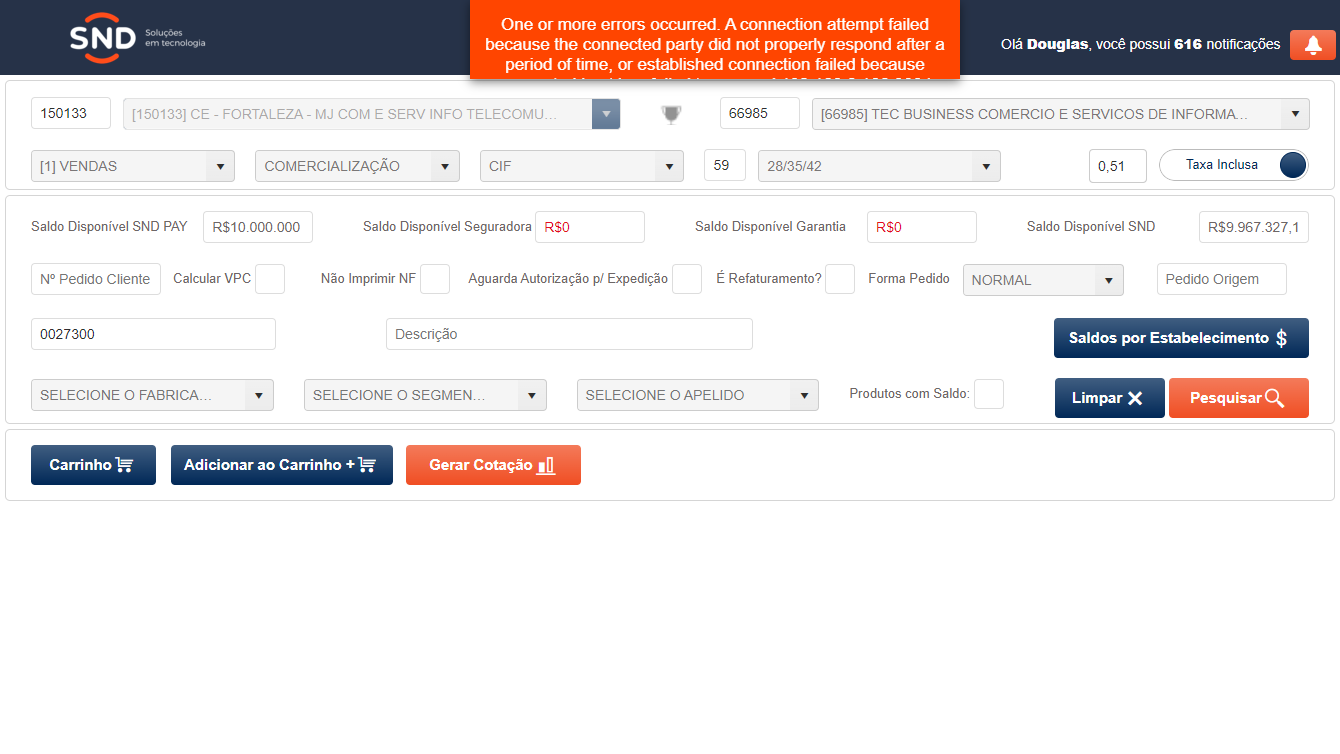 SND
Soluções
em tecnologia
One or more errors occurred. A connection attempt failed
because the connected party did not properly respond after a
period of time, or established connection failed because
Olá Douglas, você possui 616 notificações
150133
[150133] CE - FORTALEZA - MJ COM E SERV INFO TELECOMU...
66985
[66985] TEC BUSINESS COMERCIO E SERVICOS DE INFORMA...
[1] VENDAS
COMERCIALIZAÇÃO
CIF
59
28/35/42
0,51
Taxa Inclusa
Saldo Disponível SND PAY
R$10.000.000
Saldo Disponível Seguradora
R$0
Saldo Disponível Garantia
R$0
Saldo Disponível SND
R$9.967.327,1
Nº Pedido Cliente
Calcular VPC
Não Imprimir NF
Aguarda Autorização p/ Expedição
É Refaturamento?
Forma Pedido
NORMAL
Pedido Origem
0027300
Descrição
Saldos por Estabelecimento $
SELECIONE O FABRICA...
SELECIONE O SEGMEN...
SELECIONE O APELIDO
Produtos com Saldo:
Limpar
Pesquisar
Carrinho
Adicionar ao Carrinho +
Gerar Cotação